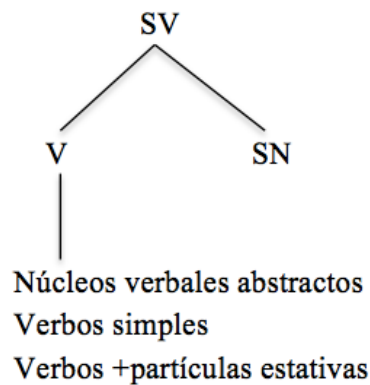 SV
V SN
Núcleos verbales abstractos
Verbos simples
Verbos +partículas estativas